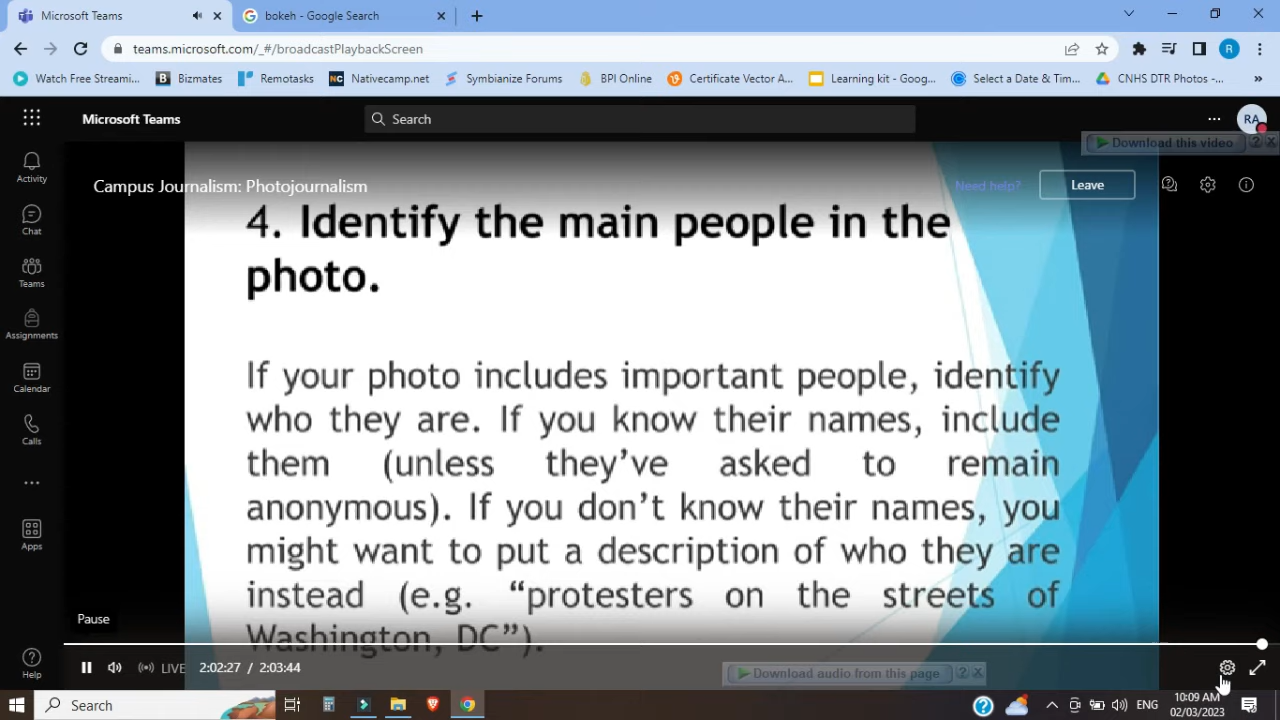 Microsoft Teams
bokeh - Google Search
teams.microsoft.com/_#/broadcastPlaybackScreen
R
Watch Free Streami...
Bizmates
Remotasks
Nativecamp.net
Symbianize Forums
BPI Online
Certificate Vector A...
Learning kit - Goog...
Select a Date & Tim...
CNHS DTR Photos -...
Microsoft Teams
Search
RA
Download this video
Campus Journalism: Photojournalism
Need help?
Leave
Activity
Chat
Teams
Assignments
Calendar
Calls
Apps
Help
4. Identify the main people in the
photo.
If your photo includes important people, identify
who they are. If you know their names, include
them (unless they've asked to remain
anonymous). If you don't know their names, you
might want to put a description of who they are
instead (e.g. “protesters on the streets of
Washington, DC”).
Pause
LIVE
2:02:27 / 2:03:44
Download audio from this page
Search
ENG
10:09 AM
02/03/2023